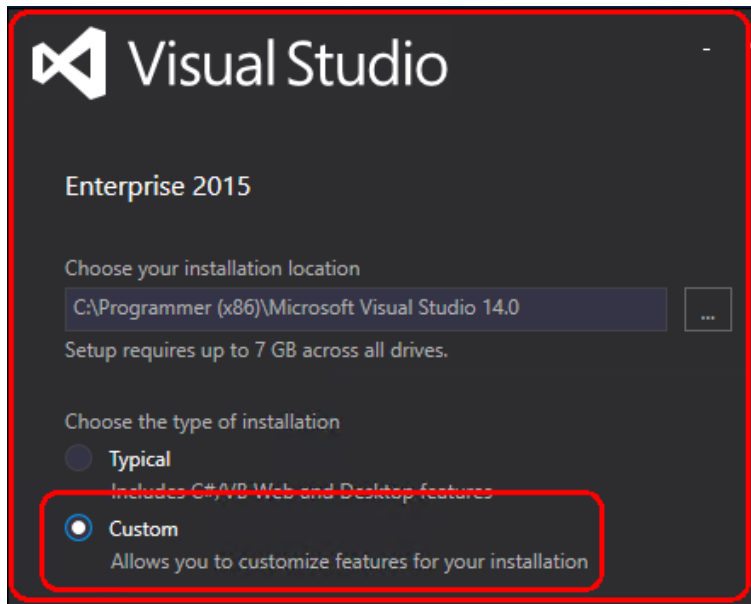 Visual Studio
Enterprise 2015
Choose your installation location
C:\Programmer (x86)\Microsoft Visual Studio 14.0
...
Setup requires up to 7 GB across all drives.
Choose the type of installation
Typical
Includes C#/VB Web and Desktop features
Custom
Allows you to customize features for your installation